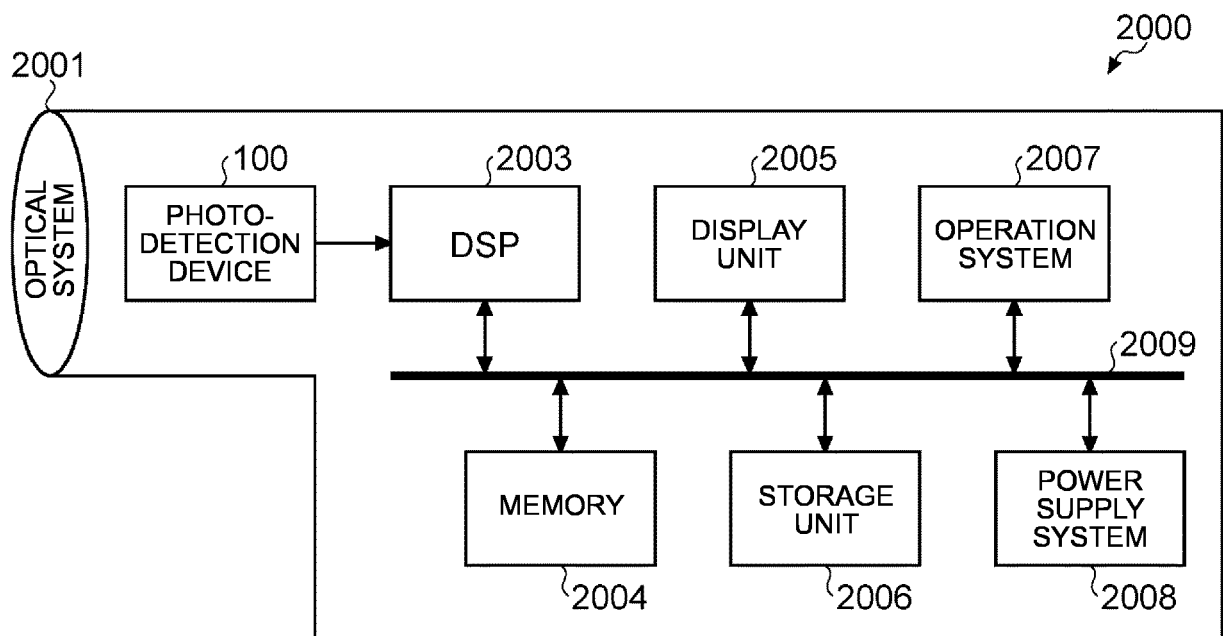 2000
2001
OPTICAL
SYSTEM
100
PHOTO-
DETECTION
DEVICE
2003
DSP
2005
DISPLAY
UNIT
2007
OPERATION
SYSTEM
2009
MEMORY
2004
STORAGE
UNIT
2006
POWER
SUPPLY
SYSTEM
2008